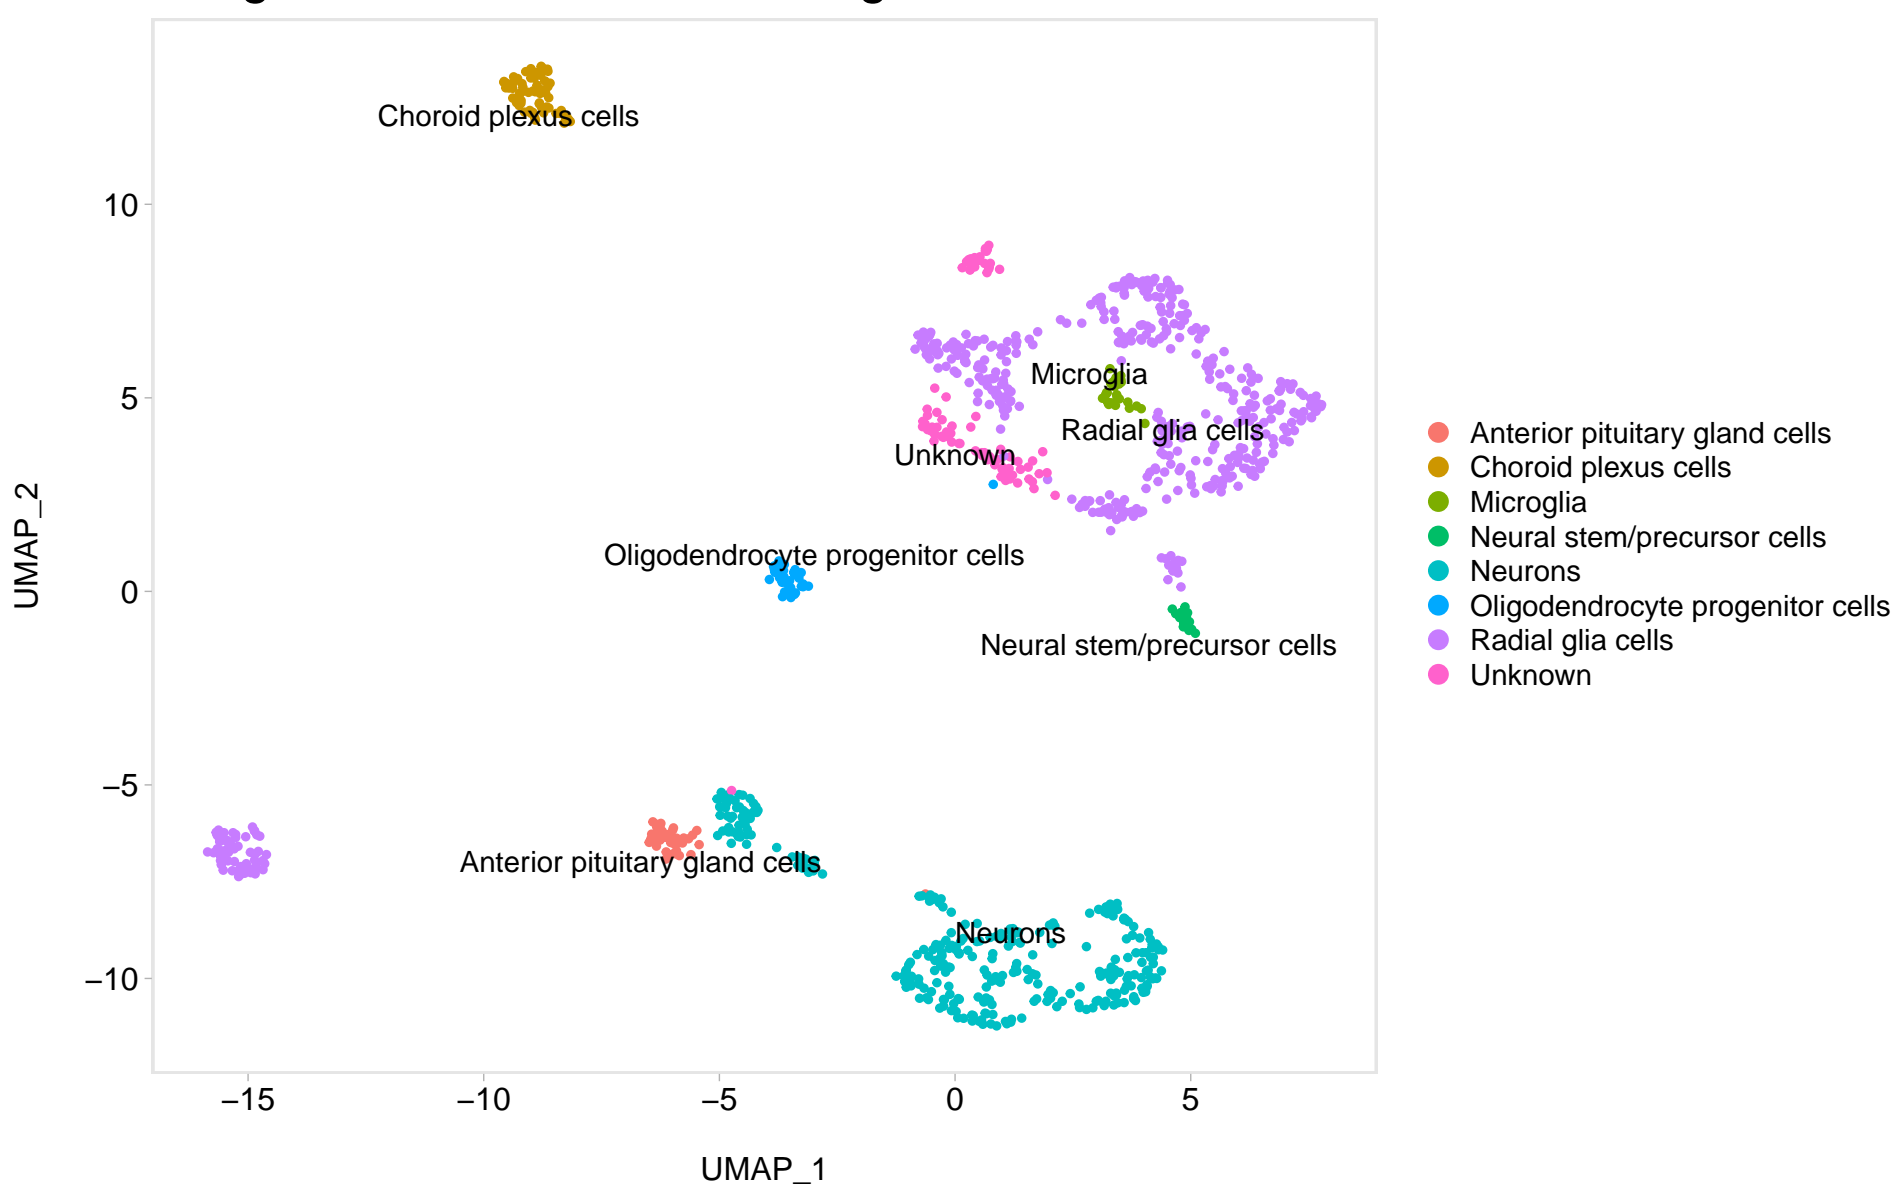 Choroid plexus cells
10
Microglia
5
Radial glia cells
Unknown
Anterior pituitary gland cells
Choroid plexus cells
Microglia
Neural stem/precursor cells
Neurons
Oligodendrocyte progenitor cells
Radial glia cells
Unknown
UMAP_2
Oligodendrocyte progenitor cells
0
Neural stem/precursor cells
−5
Anterior pituitary gland cells
Neurons
−10
−15 −10 −5 0 5
UMAP_1